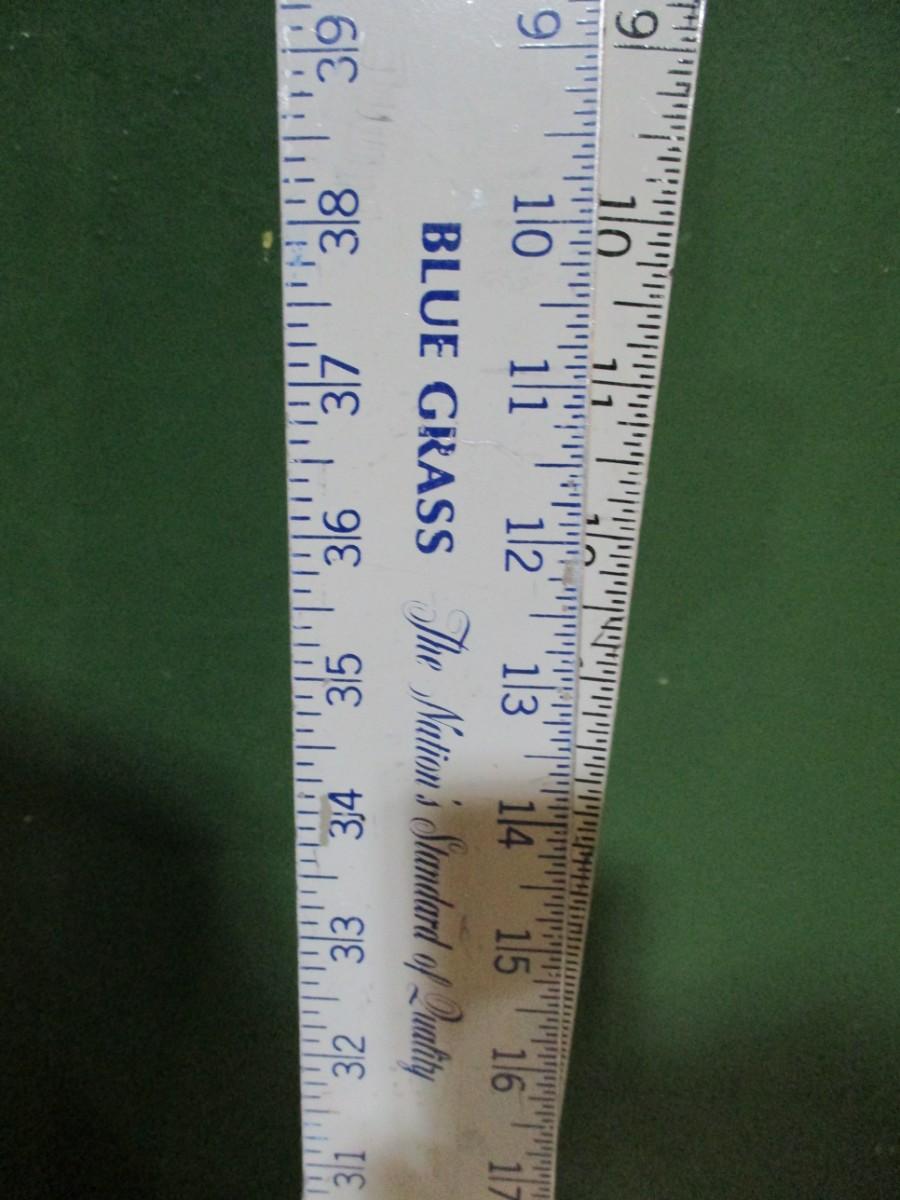 39 38 37 36 35 34 33 32 31
BLUE GRASS The Nation's Standard of Quality
9 10 11 12 13 14 15 16 17
9 10 11